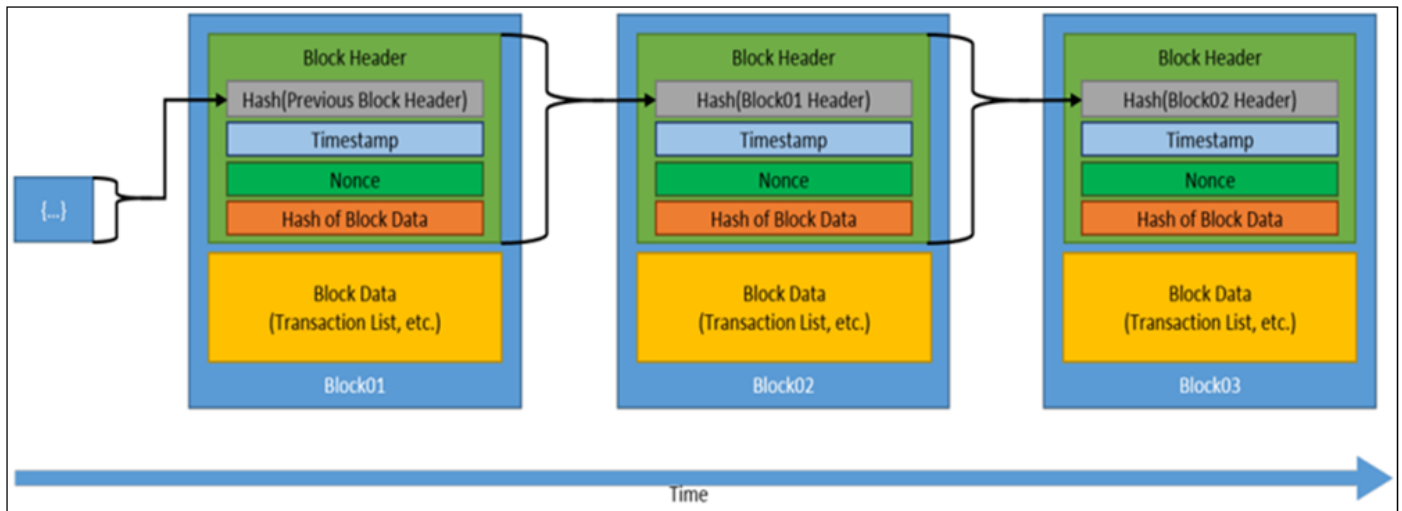 {...}
Block Header
Hash(Previous Block Header)
Timestamp
Nonce
Hash of Block Data
Block Data
(Transaction List, etc.)
Block01
Block Header
Hash(Block01 Header)
Timestamp
Nonce
Hash of Block Data
Block Data
(Transaction List, etc.)
Block02
Block Header
Hash(Block02 Header)
Timestamp
Nonce
Hash of Block Data
Block Data
(Transaction List, etc.)
Block03
Time